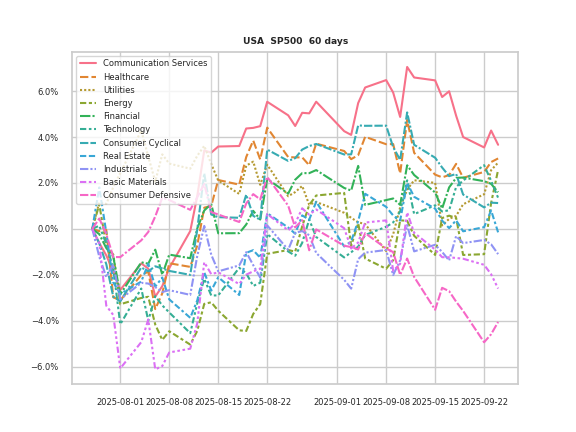 USA SP500 60 days
Communication Services
Healthcare
Utilities
Energy
Financial
Technology
Consumer Cyclical
Real Estate
Industrials
Basic Materials
Consumer Defensive
6.0%
4.0%
2.0%
0.0%
−2.0%
−4.0%
−6.0%
2025-08-01 2025-08-08 2025-08-15 2025-08-22 2025-09-01 2025-09-08 2025-09-15 2025-09-22